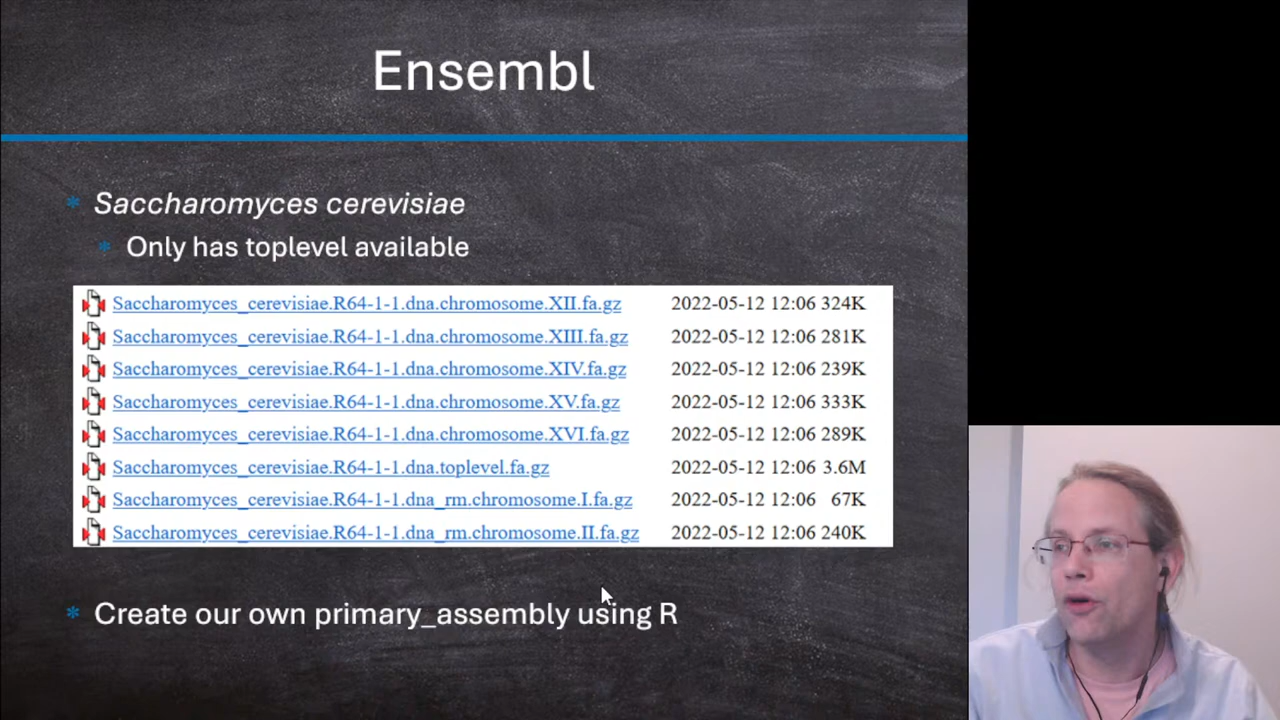 Ensembl
Saccharomyces cerevisiae
Only has toplevel available
Saccharomyces_cerevisiae.R64-1-1.dna.chromosome.XII.fa.gz 2022-05-12 12:06 324K
Saccharomyces_cerevisiae.R64-1-1.dna.chromosome.XIII.fa.gz 2022-05-12 12:06 281K
Saccharomyces_cerevisiae.R64-1-1.dna.chromosome.XIV.fa.gz 2022-05-12 12:06 239K
Saccharomyces_cerevisiae.R64-1-1.dna.chromosome.XV.fa.gz 2022-05-12 12:06 333K
Saccharomyces_cerevisiae.R64-1-1.dna.chromosome.XVI.fa.gz 2022-05-12 12:06 289K
Saccharomyces_cerevisiae.R64-1-1.dna.toplevel.fa.gz 2022-05-12 12:06 3.6M
Saccharomyces_cerevisiae.R64-1-1.dna_rm.chromosome.I.fa.gz 2022-05-12 12:06 67K
Saccharomyces_cerevisiae.R64-1-1.dna_rm.chromosome.II.fa.gz 2022-05-12 12:06 240K
Create our own primary_assembly using R